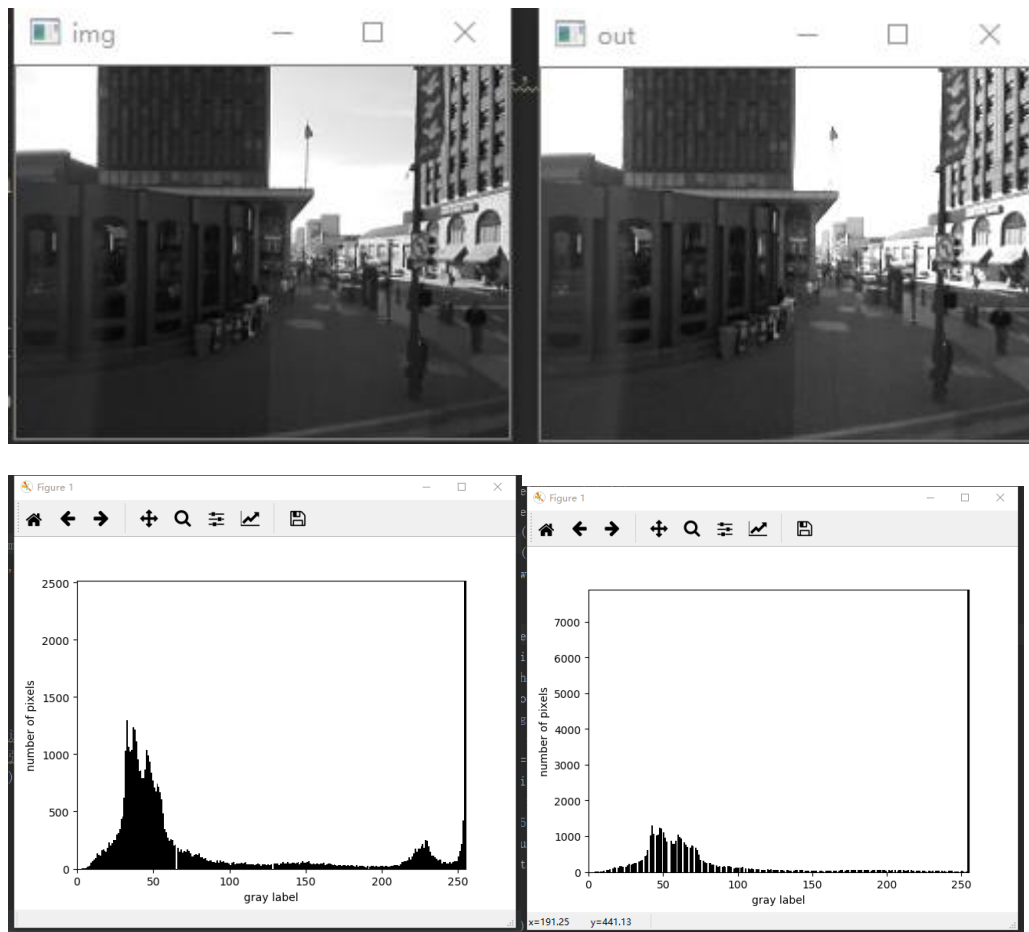 img
out
Figure 1
2500
2000
1500
1000
500
0
number of pixels
0 50 100 150 200 250
gray label
Figure 1
7000
6000
5000
4000
3000
2000
1000
0
number of pixels
0 50 100 150 200 250
gray label
x=191.25 y=441.13